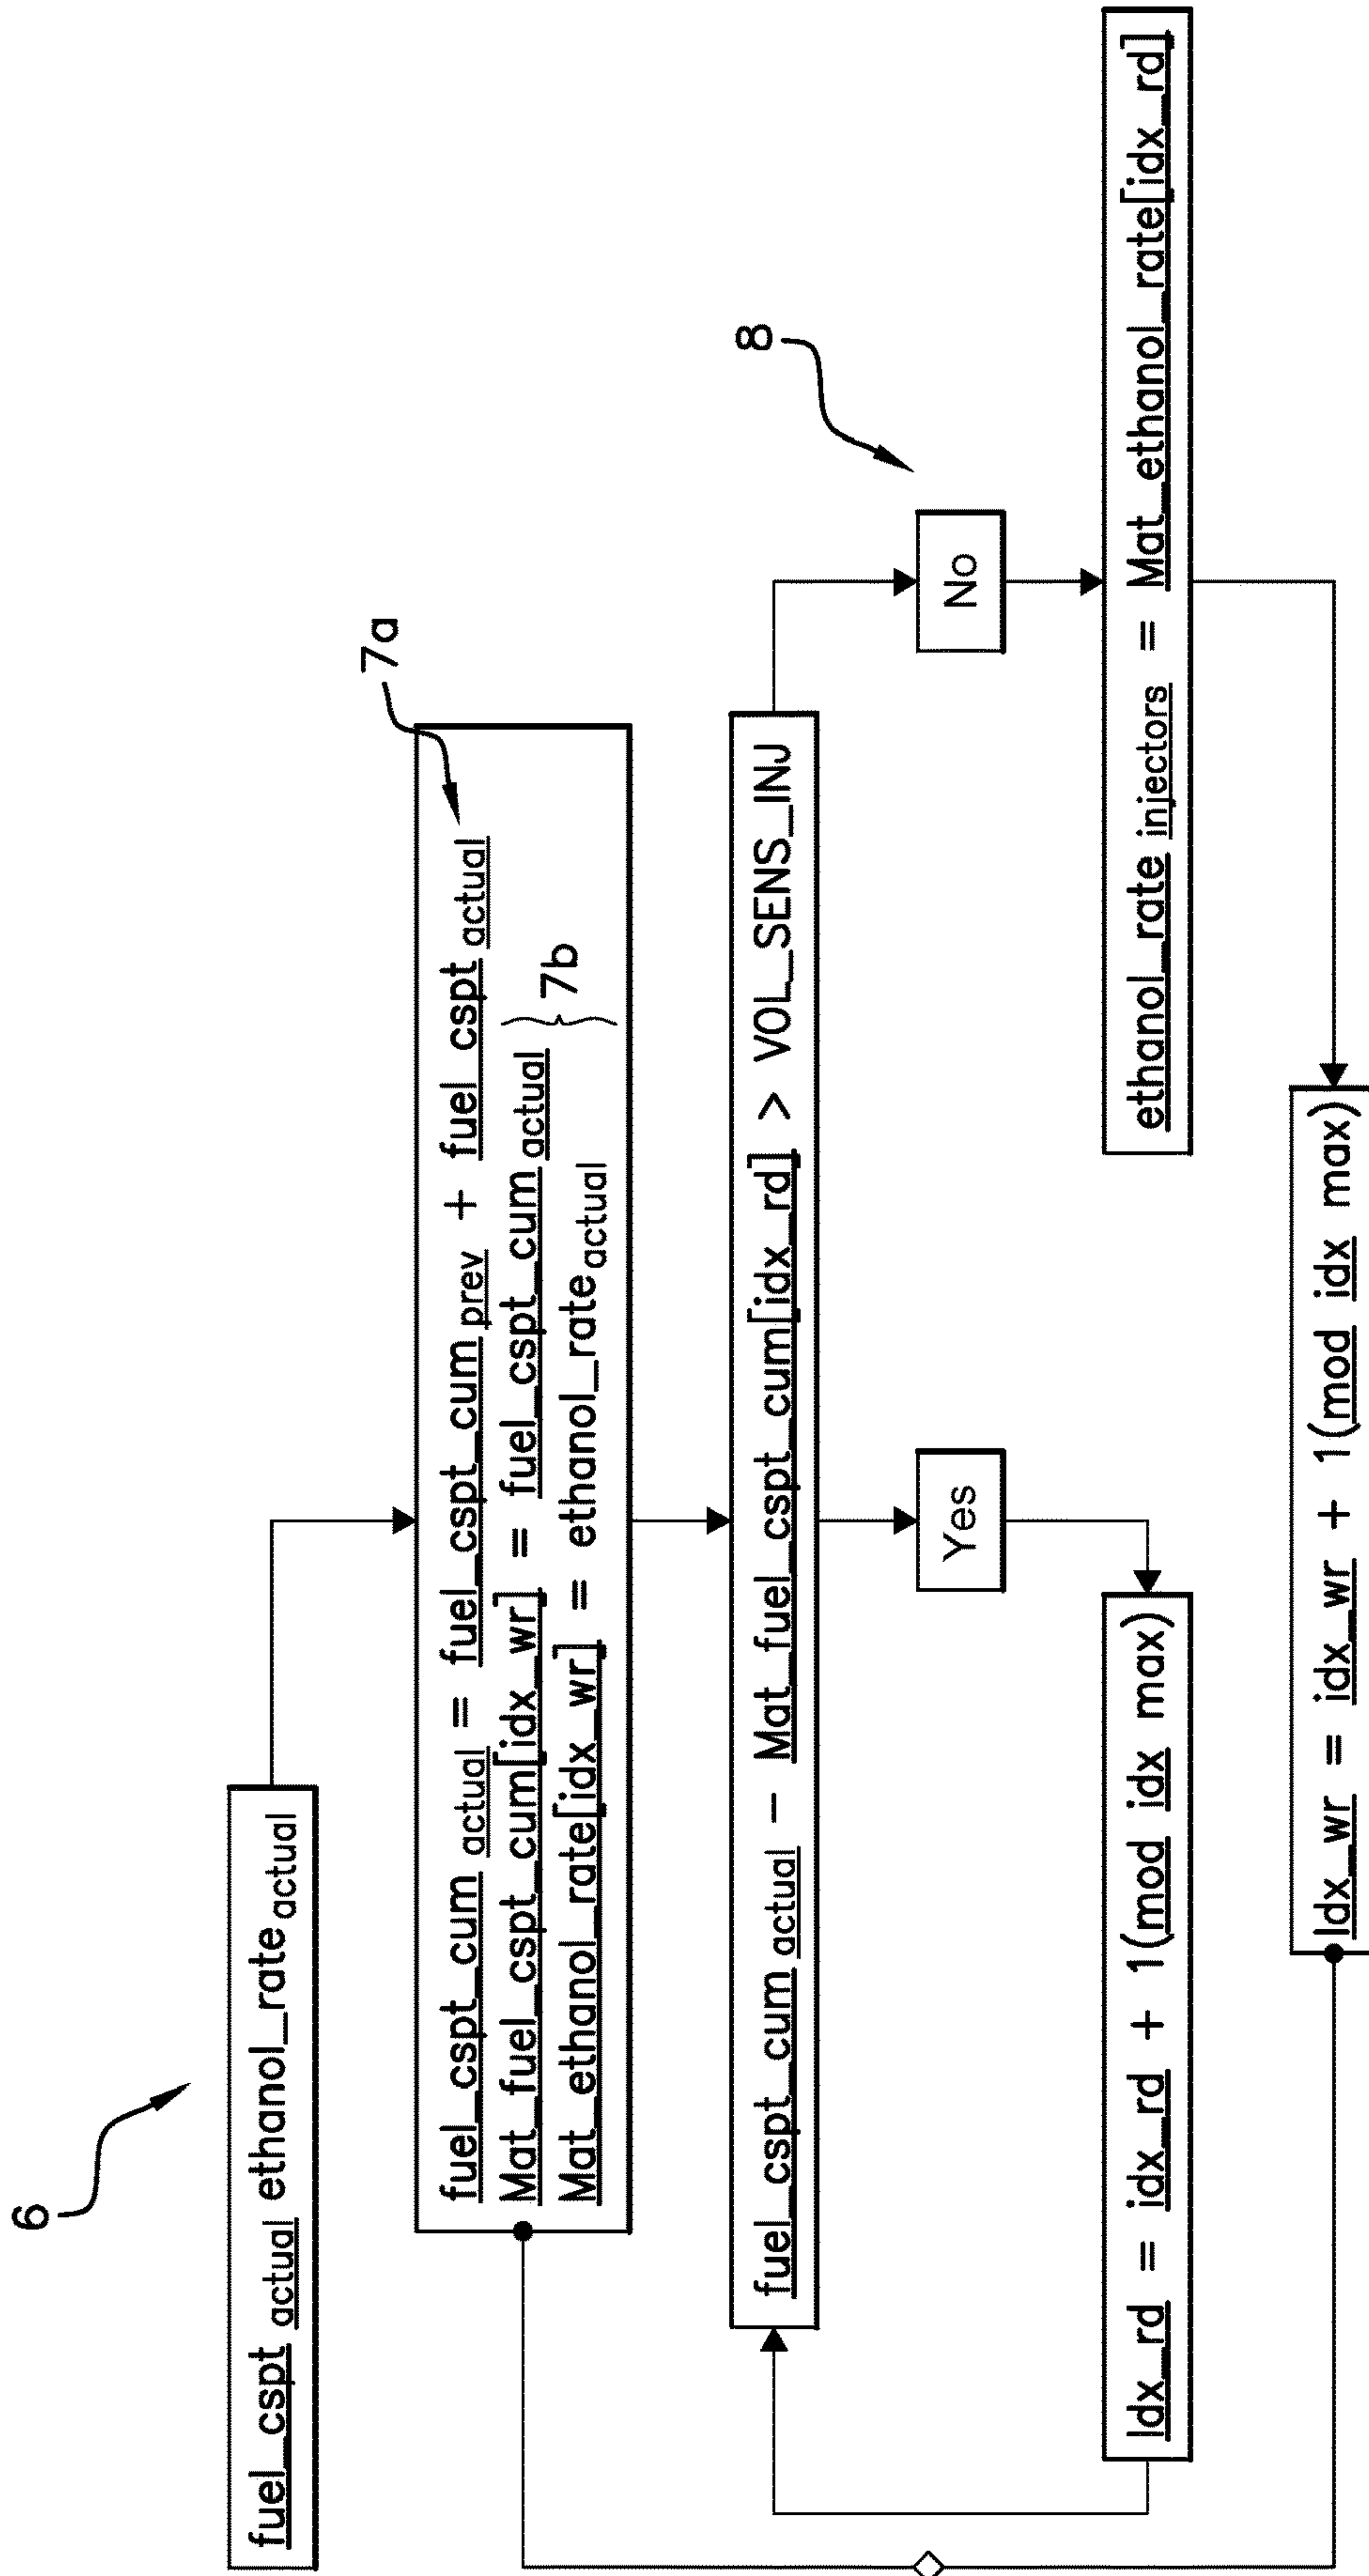 6
fuel_cspt actual ethanol_rate actual
7a
fuel_cspt_cum actual = fuel_cspt_cum prev + fuel cspt actual
Mat_fuel_cspt_cum[idx_wr] = fuel_cspt_cum actual
Mat_ethanol_rate[idx_wr] = ethanol_rate actual
7b
fuel_cspt_cum actual – Mat_fuel_cspt_cum[idx_rd] > VOL_SENS_INJ
8
Yes
No
Idx_rd = idx_rd + 1(mod idx max)
ethanol_rate injectors = Mat_ethanol_rate[idx_rd]
Idx_wr = idx_wr + 1(mod idx max)